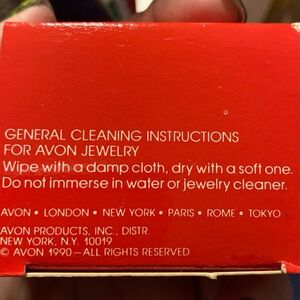 GENERAL CLEANING INSTRUCTIONS
FOR AVON JEWELRY
Wipe with a damp cloth, dry with a soft one.
Do not immerse in water or jewelry cleaner.
AVON • LONDON • NEW YORK • PARIS • ROME • TOKYO
AVON PRODUCTS, INC., DISTR.
NEW YORK, N.Y. 10019
© AVON 1990—ALL RIGHTS RESERVED